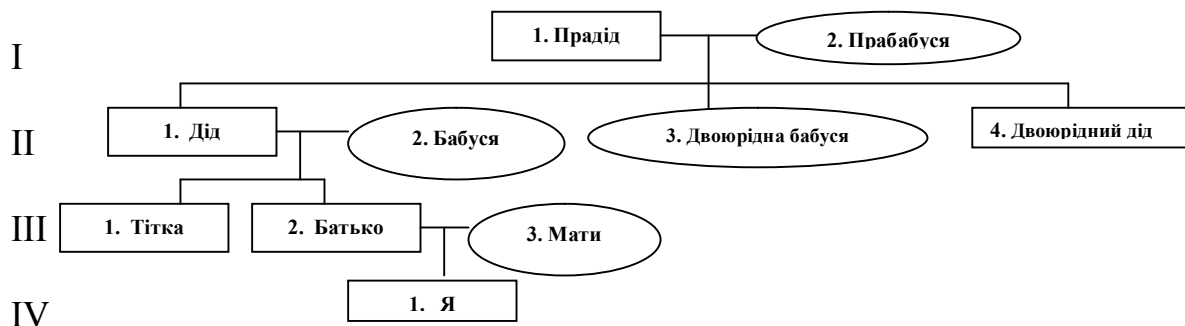 I
1. Прадід
2. Прабабуся
II
1. Дід
2. Бабуся
3. Двоюрідна бабуся
4. Двоюрідний дід
III
1. Тітка
2. Батько
3. Мати
IV
1. Я